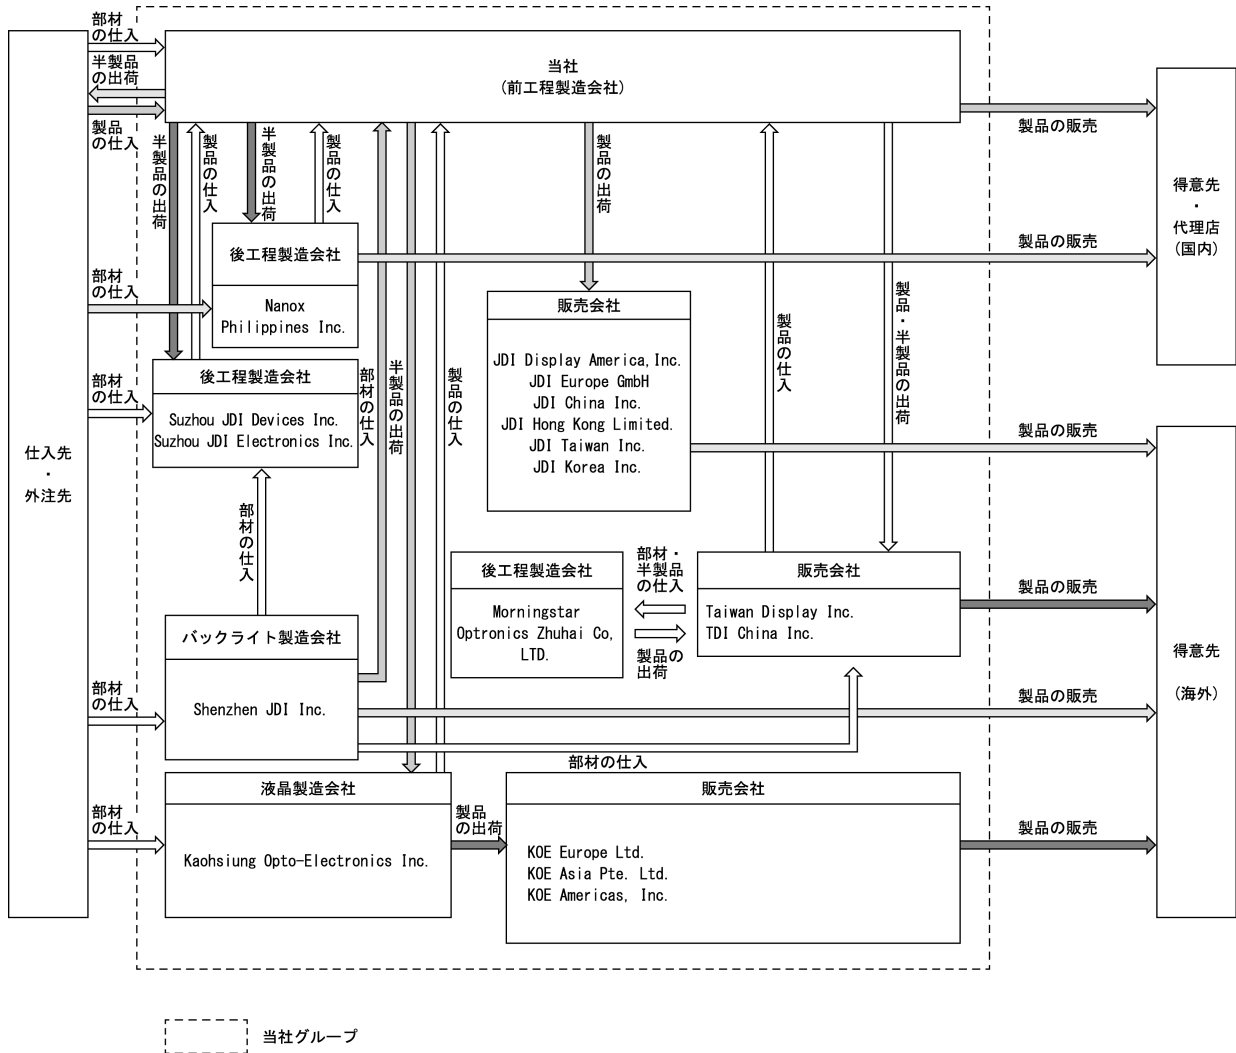 部材
の仕入
半製品
の出荷
製品
の仕入
当社
(前工程製造会社)
製品の販売
半製品の出荷
製品の仕入
半製品の出荷
製品の仕入
製品の出荷
得意先
・
代理店
(国内)
後工程製造会社
Nanox
Philippines Inc.
製品の販売
部材
の仕入
販売会社
JDI Display America,Inc.
JDI Europe GmbH
JDI China Inc.
JDI Hong Kong Limited.
JDI Taiwan Inc.
JDI Korea Inc.
製品の仕入
製品・半製品の出荷
後工程製造会社
Suzhou JDI Devices Inc.
Suzhou JDI Electronics Inc.
部材
の仕入
部材の仕入
半製品の出荷
製品の仕入
製品の販売
仕入先
・
外注先
部材の仕入
後工程製造会社
Morningstar
Optronics Zhuhai Co,
LTD.
部材・
半製品
の仕入
製品の
出荷
販売会社
Taiwan Display Inc.
TDI China Inc.
製品の販売
得意先
(海外)
バックライト製造会社
Shenzhen JDI Inc.
部材
の仕入
製品の販売
部材の仕入
液晶製造会社
Kaohsiung Opto-Electronics Inc.
部材
の仕入
製品
の出荷
販売会社
KOE Europe Ltd.
KOE Asia Pte. Ltd.
KOE Americas, Inc.
製品の販売
当社グループ